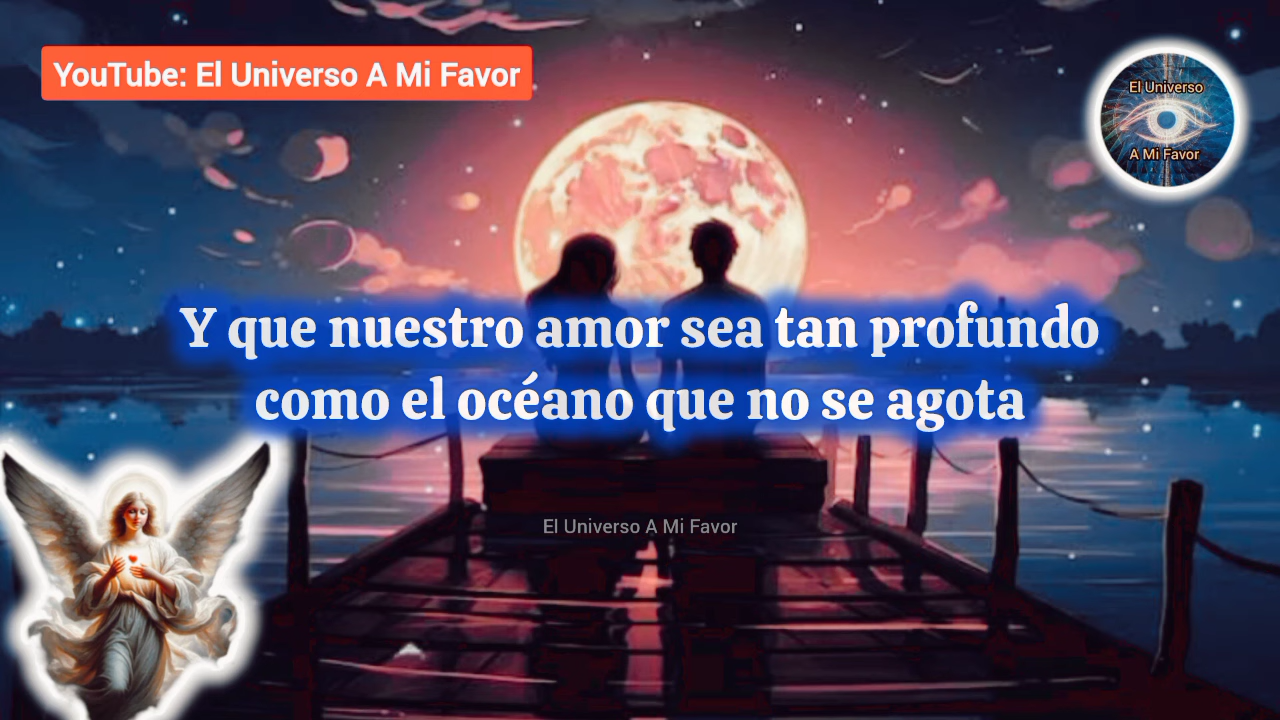 YouTube: El Universo A Mi Favor
El Universo
A Mi Favor
Y que nuestro amor sea tan profundo
como el océano que no se agota
El Universo A Mi Favor